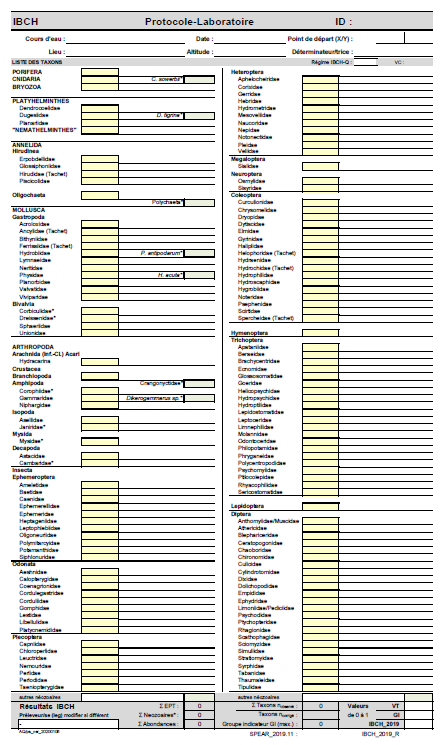 IBCH Protocole-Laboratoire ID :
Cours d'eau : Date : Point de départ (X/Y) :
Lieu : Altitude : Déterminateur/trice :
LISTE DES TAXONS Régime IBCH-Q : VC :
PORIFERA
CNIDARIA C. sowerbii*
BRYOZOA
PLATYHELMINTHES
Dendrocoelidae
Dugesiidae D. tigrina*
Planariidae
"NEMATHELMINTHES"
ANNELIDA
Hirudinea
Erpobdellidae
Glossiphoniidae
Hirudidae (Tachet)
Piscicolidae
Oligochaeta
Polychaeta*
MOLLUSCA
Gastropoda
Acroloxidae
Ancylidae (Tachet)
Bithyniidae
Ferrissidae (Tachet)
Hydrobiidae P. antipodarum*
Lymnaeidae
Neritidae
Physidae H. acuta*
Planorbidae
Valvatidae
Viviparidae
Bivalvia
Corbiculidae*
Dreissenidae*
Sphaeriidae
Unionidae
ARTHROPODA
Arachnida (Inf.-CL) Acari
Hydracarina
Crustacea
Branchiopoda
Amphipoda Crangonyctidae*
Corophiidae*
Gammaridae Dikerogammarus sp.*
Niphargidae
Isopoda
Asellidae
Janiridae*
Mysida
Mysidae*
Decapoda
Astacidae
Cambaridae*
Insecta
Ephemeroptera
Ameletidae
Baetidae
Caenidae
Ephemerellidae
Ephemeridae
Heptageniidae
Leptophlebiidae
Oligoneuriidae
Polymitarcyidae
Potamanthidae
Siphlonuridae
Odonata
Aeshnidae
Calopterygidae
Coenagrionidae
Cordulegastridae
Corduliidae
Gomphidae
Lestidae
Libellulidae
Platycnemididae
Plecoptera
Capniidae
Chloroperlidae
Leuctridae
Nemouridae
Perlidae
Perlodidae
Taeniopterygidae
Heteroptera
Aphelocheiridae
Corixidae
Gerridae
Hebridae
Hydrometridae
Mesoveliidae
Naucoridae
Nepidae
Notonectidae
Pleidae
Veliidae
Megaloptera
Sialidae
Neuroptera
Osmylidae
Sisyridae
Coleoptera
Curculionidae
Chrysomelidae
Dryopidae
Dytiscidae
Elmidae
Gyrinidae
Haliplidae
Helophoridae (Tachet)
Hydraenidae
Hydrochidae (Tachet)
Hydrophilidae
Hydroscaphidae
Hygrobiidae
Noteridae
Psephenidae
Scirtidae
Spercheidae (Tachet)
Hymenoptera
Trichoptera
Apataniidae
Beraeidae
Brachycentridae
Ecnomidae
Glossosomatidae
Goeridae
Helicopsychidae
Hydropsychidae
Hydroptilidae
Lepidostomatidae
Leptoceridae
Limnephilidae
Molannidae
Odontoceridae
Philopotamidae
Phryganeidae
Polycentropodidae
Psychomyiidae
Ptilocolepidae
Rhyacophilidae
Sericostomatidae
Lepidoptera
Diptera
Anthomyiidae/Muscidae
Athericidae
Blephariceridae
Ceratopogonidae
Chaoboridae
Chironomidae
Culicidae
Cylindrotomidae
Dixidae
Dolichopodidae
Empididae
Ephydridae
Limoniidae/Pediciidae
Psychodidae
Ptychopteridae
Rhagionidae
Scathophagidae
Sciomyzidae
Simuliidae
Stratiomyidae
Syrphidae
Tabanidae
Thaumaleidae
Tipulidae
autres néozoaires autres néozoaires
Résultats IBCH Σ EPT : 0 Σ Taxons : 0 Valeurs VT
Préleveur/se (leg) modifier si différent Σ Néozoaires* : 0 Taxons de 0 à 1 GI
- Σ Abondances : 0 Groupe indicateur GI (max.) : 0 IBCH_2019
SPEAR_2019.11 : IBCH_2019_R